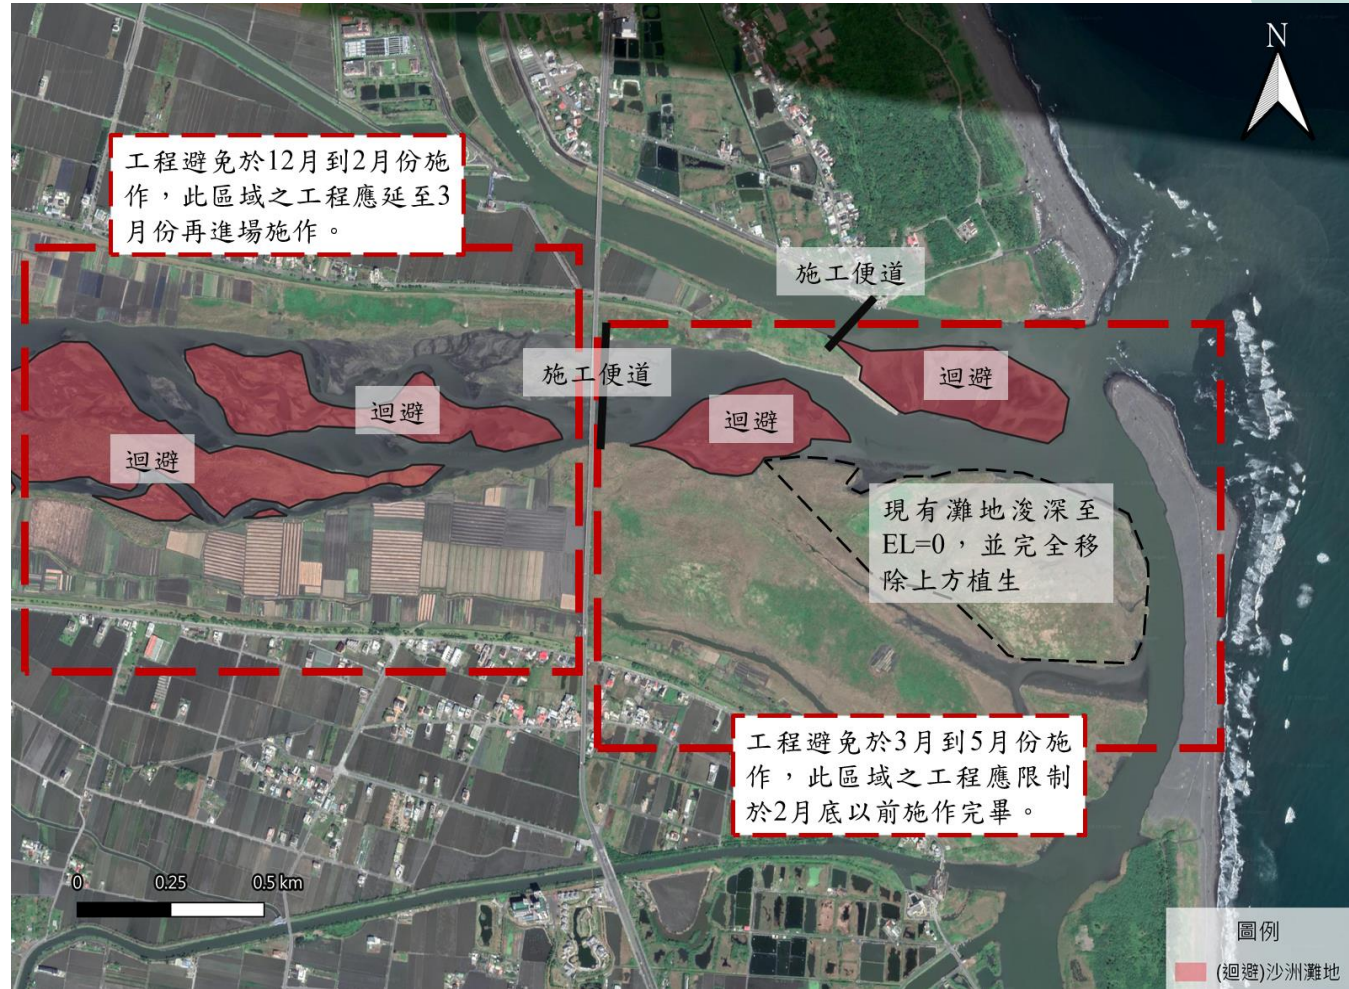 N
工程避免於12月到2月份施
作，此區域之工程應延至3
月份再進場施作。
施工便道
施工便道
迴避
迴避
迴避
迴避
現有灘地浚深至
EL=0，並完全移
除上方植生
工程避免於3月到5月份施
作，此區域之工程應限制
於2月底以前施作完畢。
0 0.25 0.5 km
圖例
(迴避)沙洲灘地